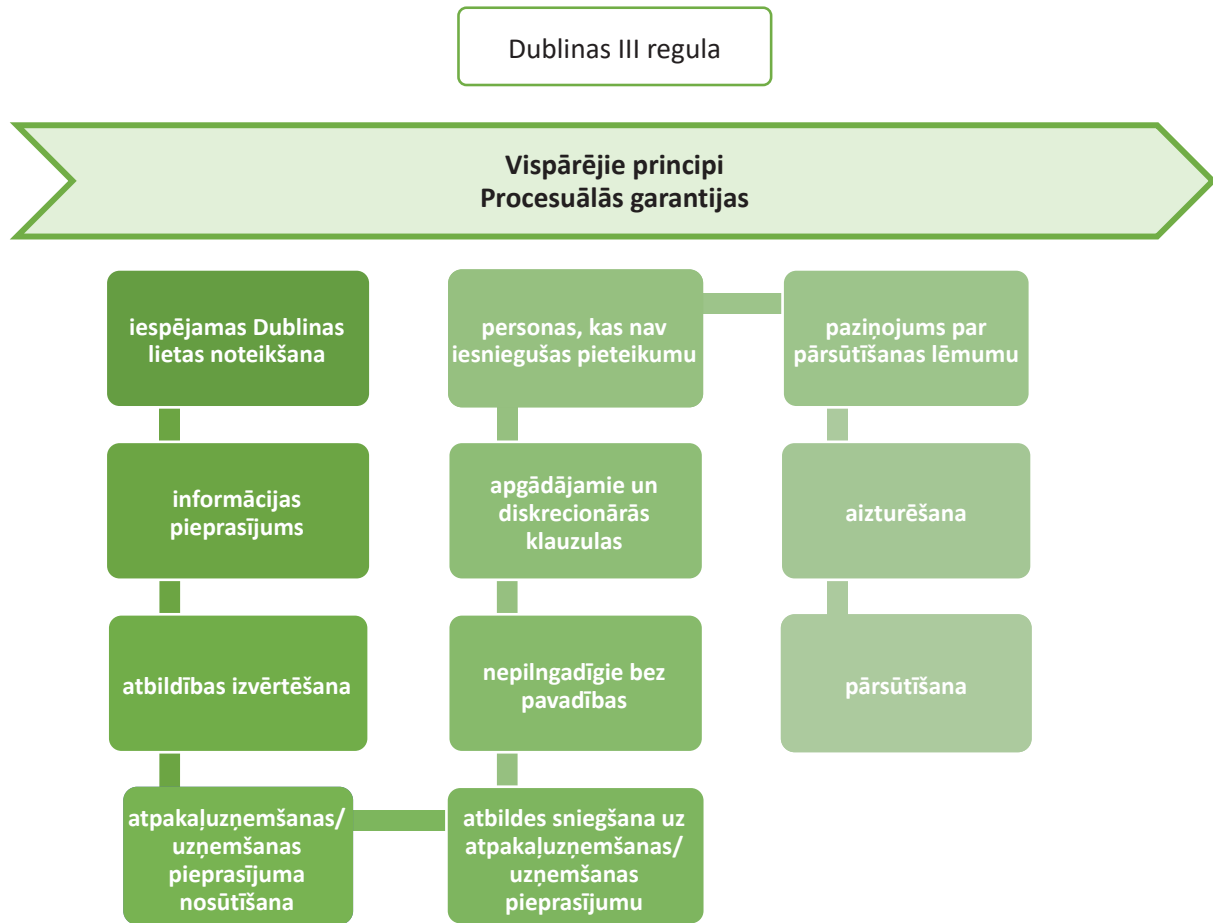 Dublinas III regula
Vispārējie principi
Procesuālās garantijas
iespējamas Dublinas
lietas noteikšana
informācijas
pieprasījums
atbildības izvērtēšana
atpakaļuzņemšanas/
uzņemšanas
pieprasījuma
nosūtīšana
atbildes sniegšana uz
atpakaļuzņemšanas/
uzņemšanas
pieprasījumu
nepilngadīgie bez
pavadības
apgādājamie un
diskrecionārās
klauzulas
personas, kas nav
iesniegušas pieteikumu
paziņojums par
pārsūtīšanas lēmumu
aizturēšana
pārsūtīšana